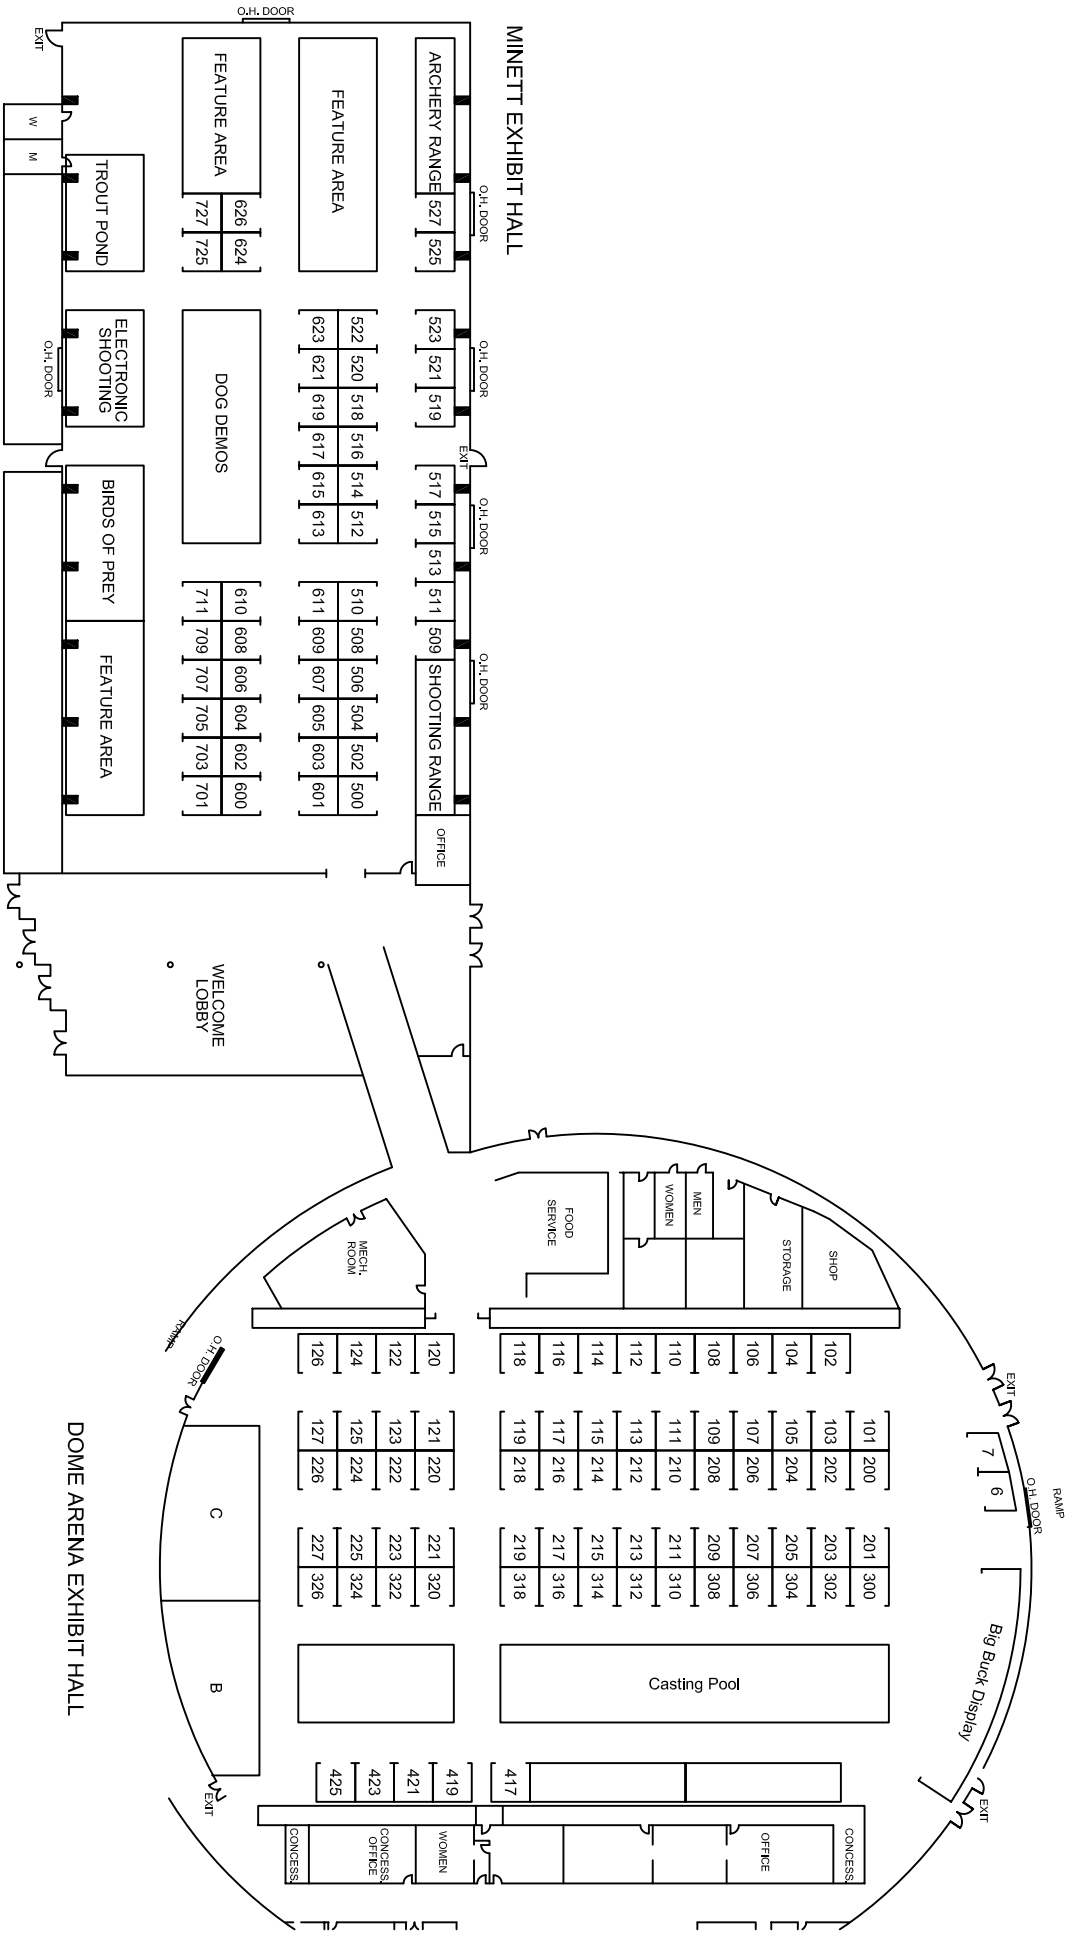 MINETT EXHIBIT HALL
O.H. DOOR
EXIT
ARCHERY RANGE
527
525
O.H. DOOR
523
521
519
O.H. DOOR
EXIT
517
515
513
511
509
O.H. DOOR
SHOOTING RANGE
O.H. DOOR
OFFICE
FEATURE AREA
522
520
518
516
514
512
623
621
619
617
615
613
510
508
506
504
502
500
611
609
607
605
603
601
FEATURE AREA
626
624
727
725
DOG DEMOS
610
608
606
604
602
600
711
709
707
705
703
701
W
M
TROUT POND
ELECTRONIC
SHOOTING
O.H. DOOR
BIRDS OF PREY
FEATURE AREA
WELCOME
LOBBY
DOME ARENA EXHIBIT HALL
FOOD
SERVICE
WOMEN
MEN
STORAGE
SHOP
MECH.
ROOM
RAMP
O.H. DOOR
EXIT
RAMP
O.H. DOOR
7
6
126
124
122
120
118
116
114
112
110
108
106
104
102
127
125
123
121
119
117
115
113
111
109
107
105
103
101
226
224
222
220
218
216
214
212
210
208
206
204
202
200
227
225
223
221
219
217
215
213
211
209
207
205
203
201
326
324
322
320
318
316
314
312
310
308
306
304
302
300
C
B
Casting Pool
Big Buck Display
EXIT
EXIT
425
423
421
419
417
CONCESS.
CONCESS.
OFFICE
WOMEN
OFFICE
CONCESS.